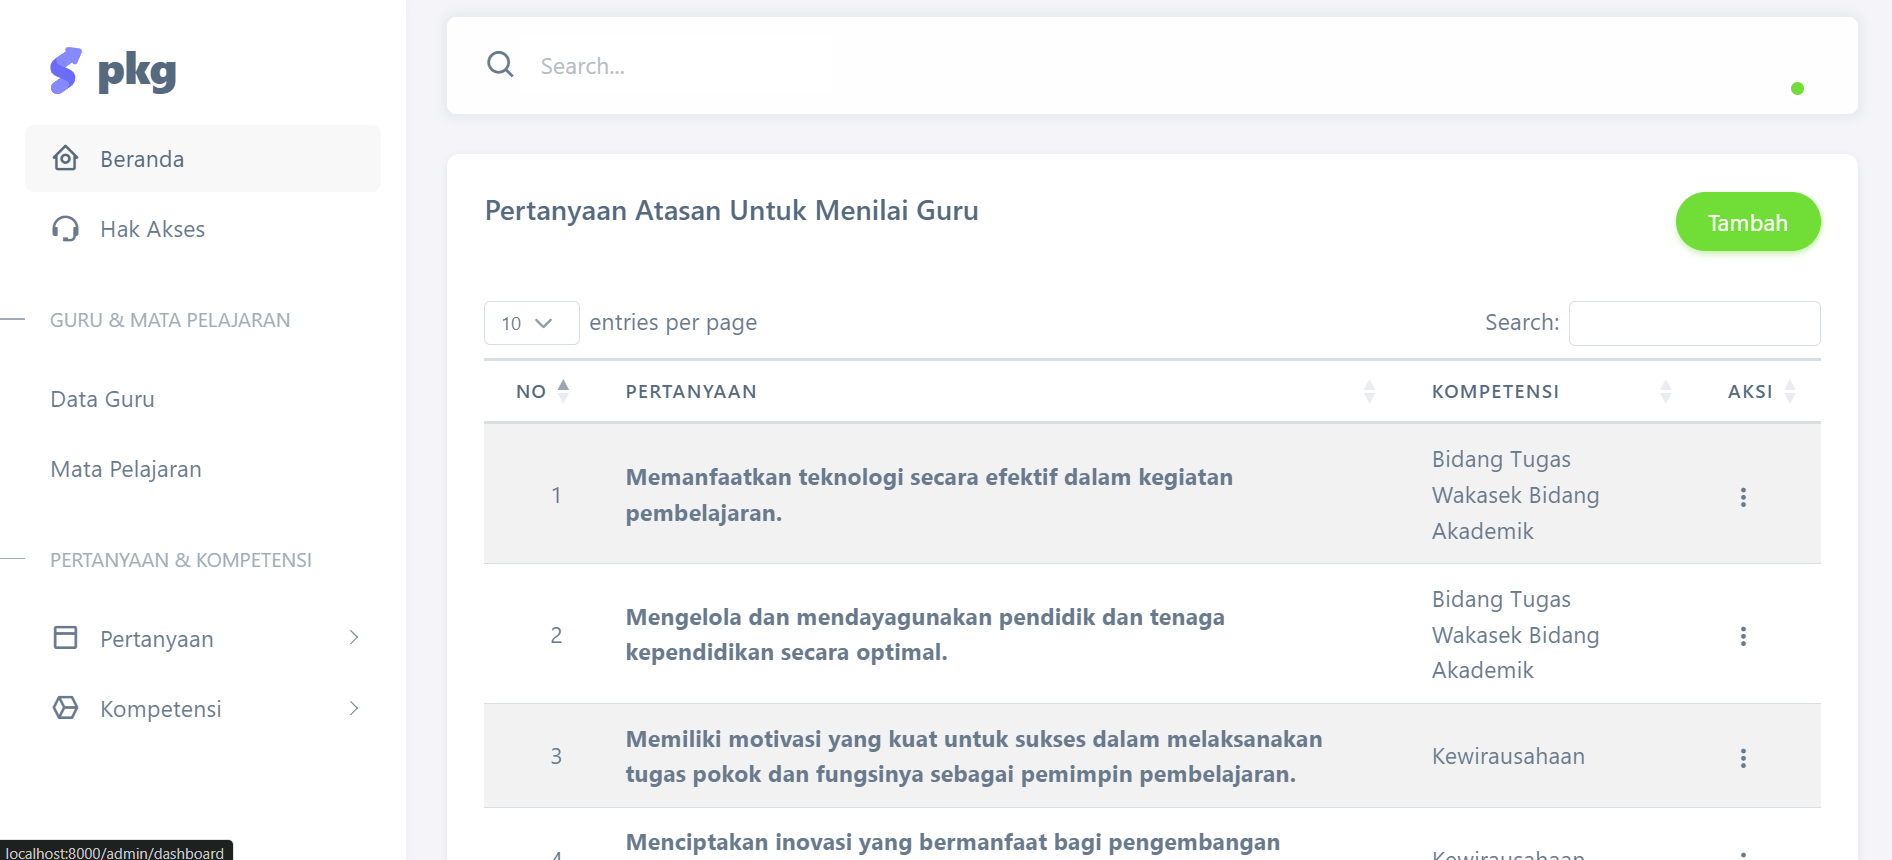 pkg
Search...
Beranda
Hak Akses
GURU & MATA PELAJARAN
Data Guru
Mata Pelajaran
PERTANYAAN & KOMPETENSI
Pertanyaan
Kompetensi
Pertanyaan Atasan Untuk Menilai Guru
Tambah
10 entries per page
Search:
NO PERTANYAAN KOMPETENSI AKSI
1
Memanfaatkan teknologi secara efektif dalam kegiatan
pembelajaran.
Bidang Tugas
Wakasek Bidang
Akademik
2
Mengelola dan mendayagunakan pendidik dan tenaga
kependidikan secara optimal.
Bidang Tugas
Wakasek Bidang
Akademik
3
Memiliki motivasi yang kuat untuk sukses dalam melaksanakan
tugas pokok dan fungsinya sebagai pemimpin pembelajaran.
Kewirausahaan
4
Menciptakan inovasi yang bermanfaat bagi pengembangan
Kewirausahaan
localhost:8000/admin/dashboard